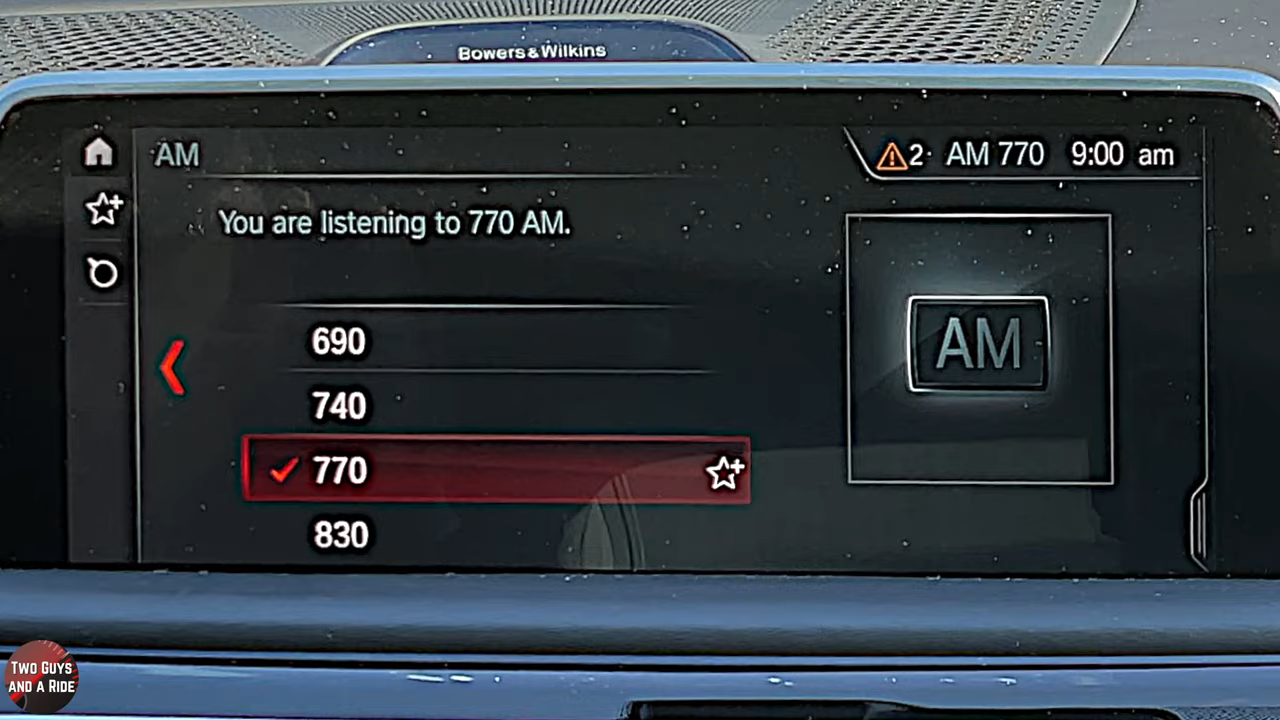 Bowers & Wilkins
AM
2 AM 770 9:00 am
You are listening to 770 AM.
690
740
770
830
AM
TWO GUYS
AND A RIDE